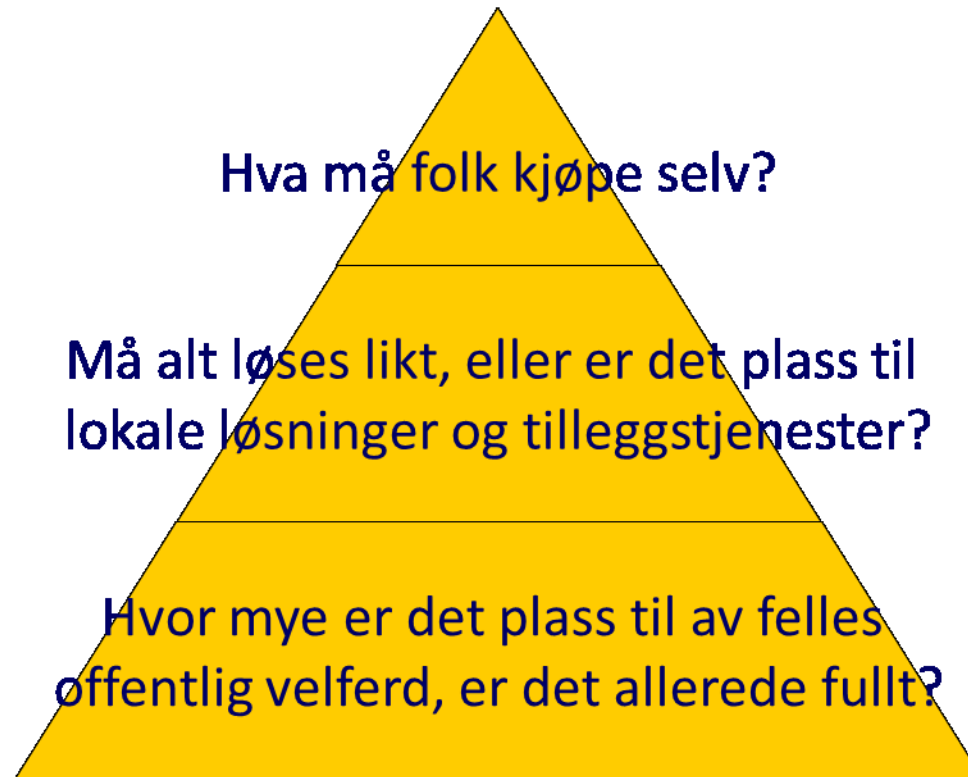 Hva må folk kjøpe selv?
Må alt løses likt, eller er det plass til
lokale løsninger og tilleggstjenester?
Hvor mye er det plass til av felles
offentlig velferd, er det allerede fullt?